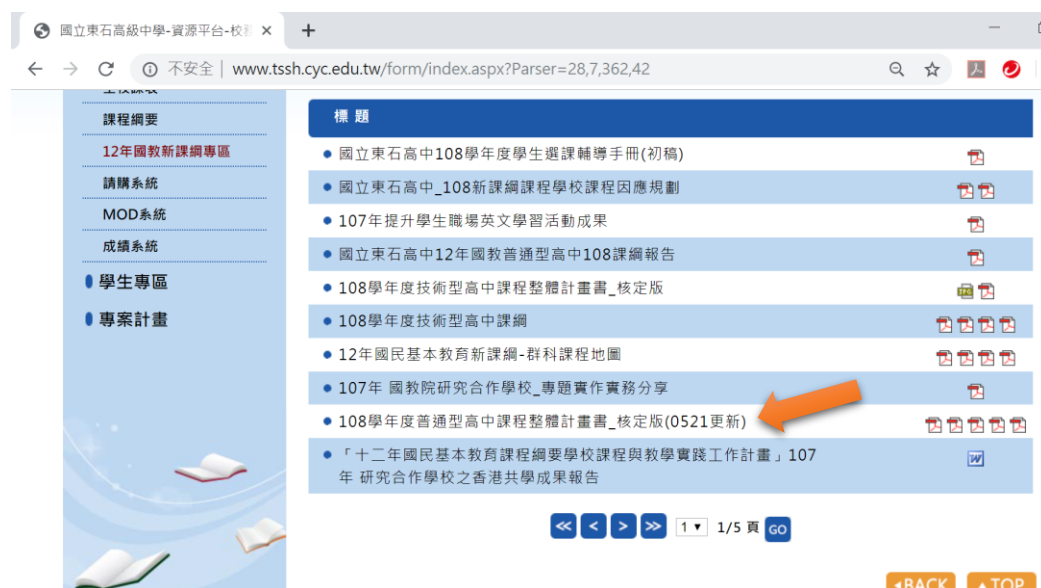 國立東石高級中學-資源平台-校務
不安全 | www.tssh.cyc.edu.tw/form/index.aspx?Parser=28,7,362,42
全校課表
課程綱要
12年國教新課綱專區
請購系統
MOD系統
成績系統
學生專區
專案計畫
標 題
國立東石高中108學年度學生選課輔導手冊(初稿)
國立東石高中_108新課綱課程學校課程因應規劃
107年提升學生職場英文學習活動成果
國立東石高中12年國教普通型高中108課綱報告
108學年度技術型高中課程整體計畫書_核定版
108學年度技術型高中課綱
12年國民基本教育新課綱-群科課程地圖
107年 國教院研究合作學校_專題實作實務分享
108學年度普通型高中課程整體計畫書_核定版(0521更新)
「十二年國民基本教育課程綱要學校課程與教學實踐工作計畫」107
年 研究合作學校之香港共學成果報告
1 1/5 頁 GO
BACK TOP